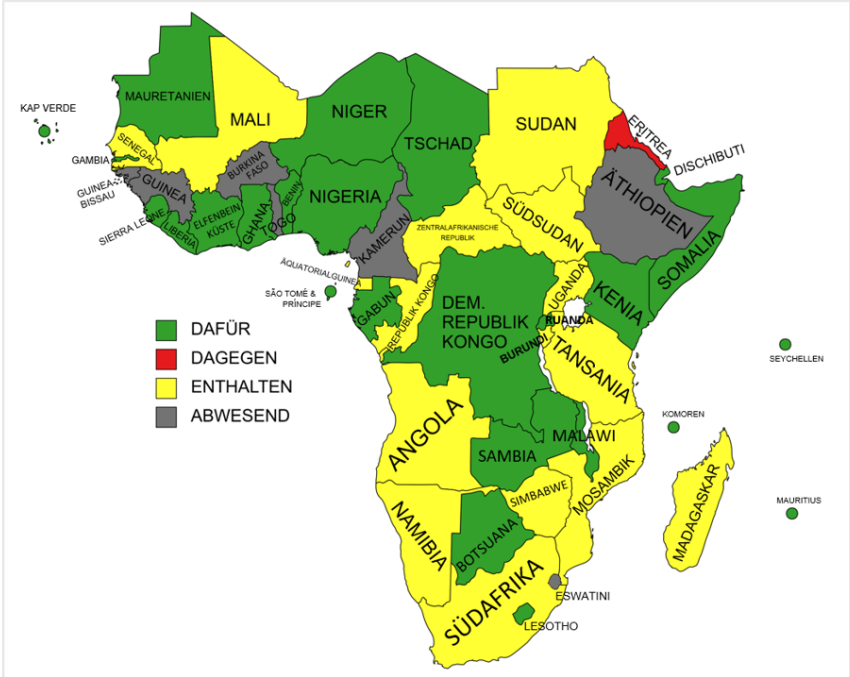 KAP VERDE
MAURETANIEN
MALI
NIGER
TSCHAD
SUDAN
ERITREA
DSCHIBUTI
SENEGAL
GAMBIA
GUINEA-
BISSAU
GUINEA
BURKINA
FASO
SIERRA LEONE
LIBERIA
ELFENBEIN
KÜSTE
GHANA
TOGO
BENIN
NIGERIA
KAMERUN
ZENTRALAFRIKANISCHE
REPUBLIK
SÜDSUDAN
ÄTHIOPIEN
SOMALIA
ÄQUATORIALGUINEA
SÃO TOMÉ &
PRÍNCIPE
GABUN
REPUBLIK KONGO
DEM.
REPUBLIK
KONGO
UGANDA
KENIA
RUANDA
BURUNDI
TANSANIA
SEYCHELLEN
DAFÜR
DAGEGEN
ENTHALTEN
ABWESEND
ANGOLA
SAMBIA
MALAWI
KOMOREN
MOSAMBIK
SIMBABWE
MADAGASKAR
MAURITIUS
NAMIBIA
BOTSUANA
SÜDAFRIKA
ESWATINI
LESOTHO